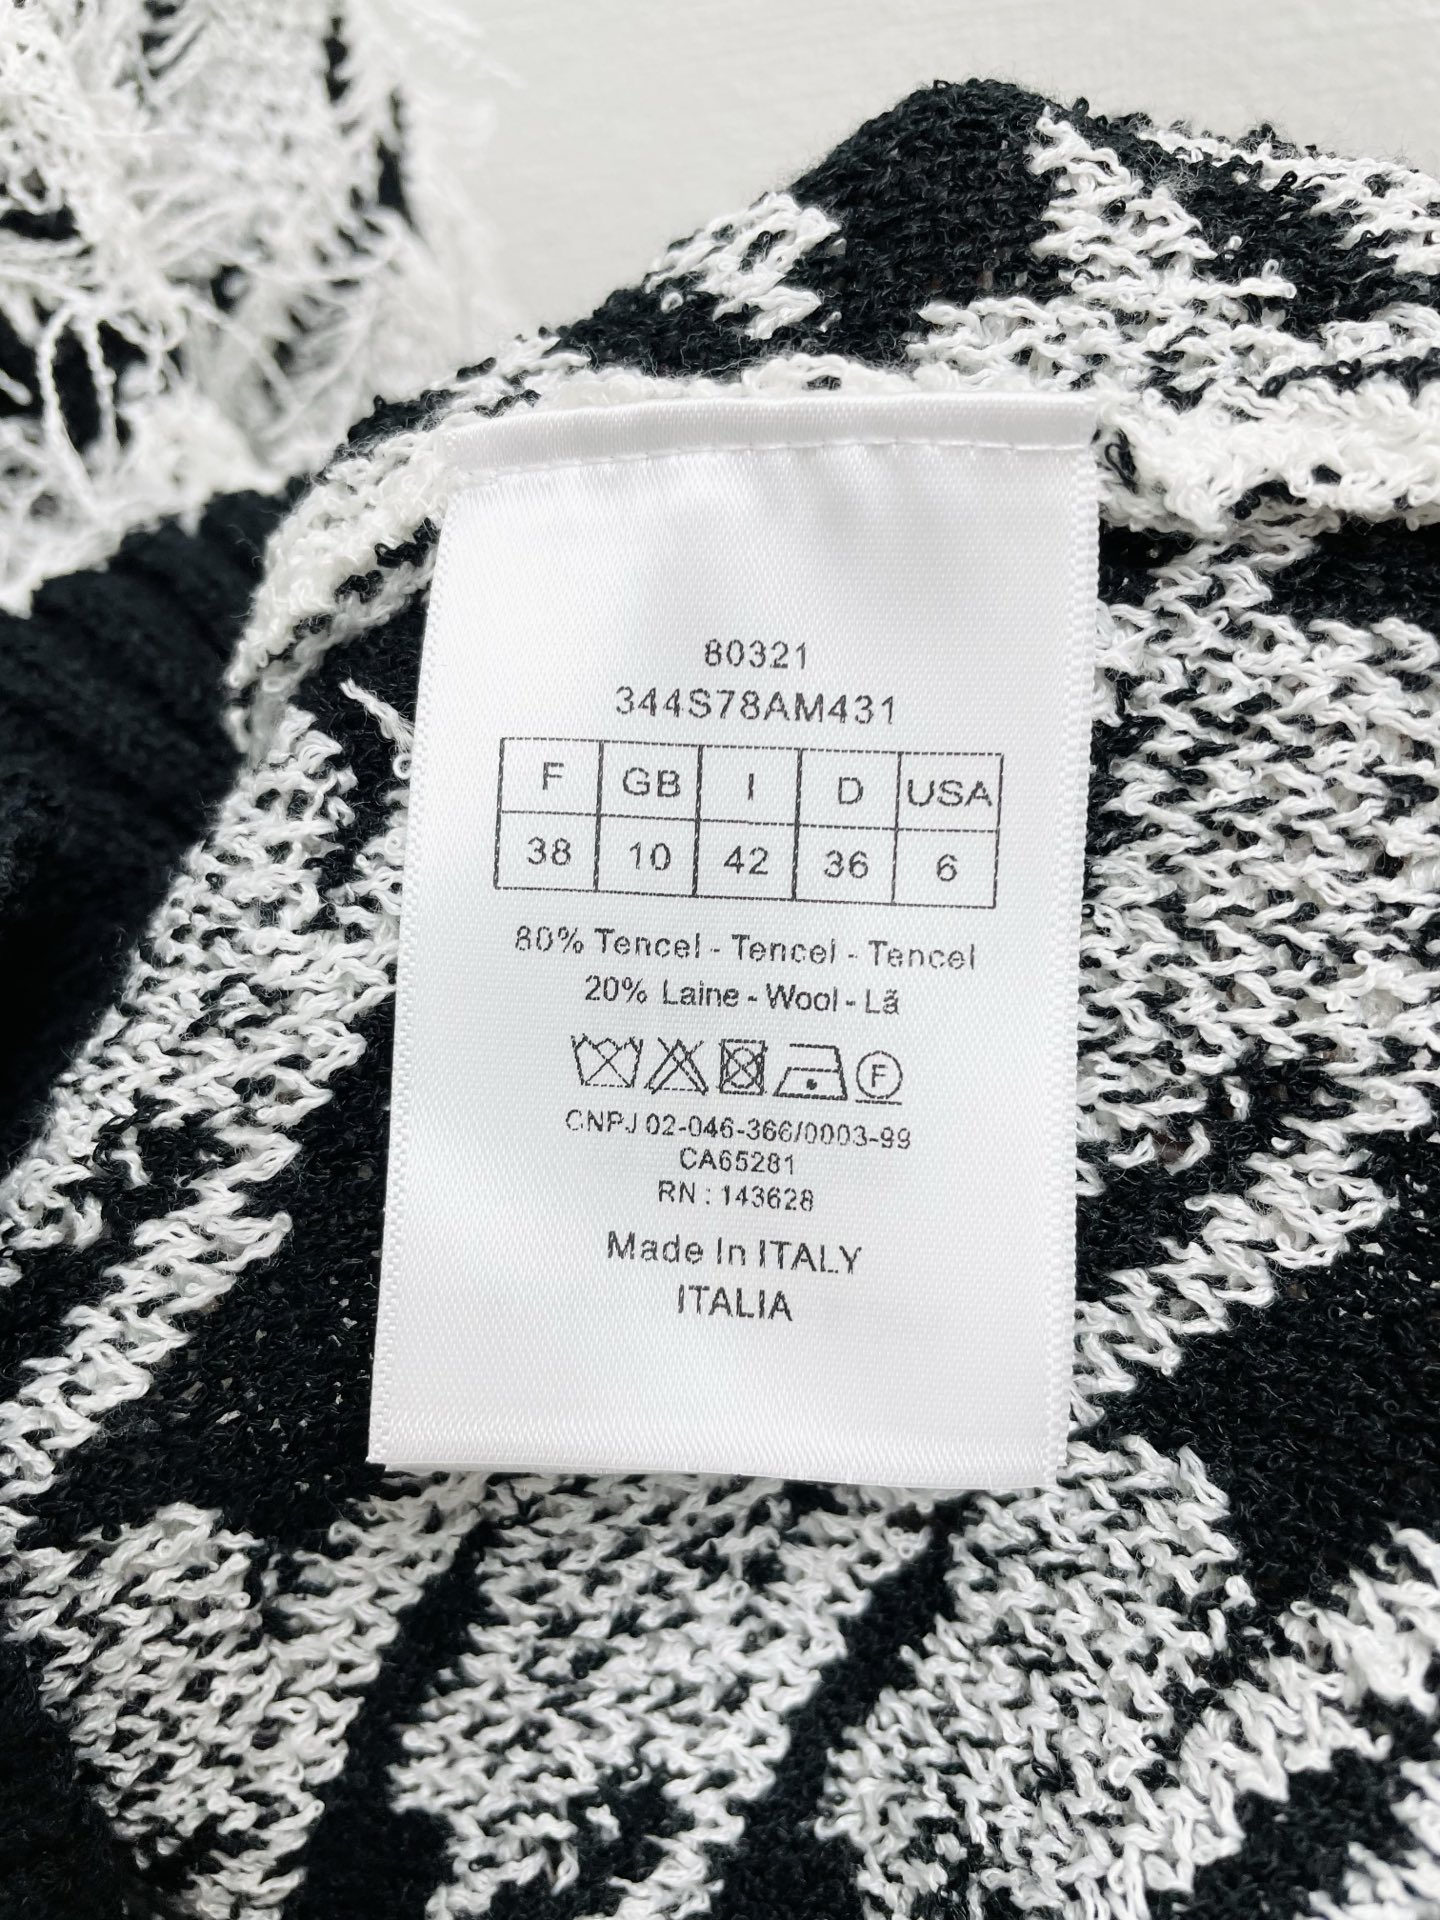 80321
344S78AM431
F GB I D USA
38 10 42 36 6
80% Tencel - Tencel - Tencel
20% Laine - Wool - Lã
F
CNPJ 02-046-366/0003-99
CA65281
RN : 143628
Made In ITALY
ITALIA